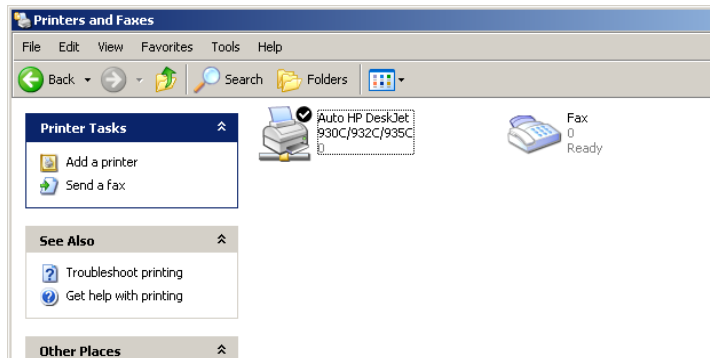 Printers and Faxes
File Edit View Favorites Tools Help
Back Search Folders
Printer Tasks
Add a printer
Send a fax
See Also
Troubleshoot printing
Get help with printing
Other Places
Auto HP DeskJet
930C/932C/935C
0
Fax
0
Ready